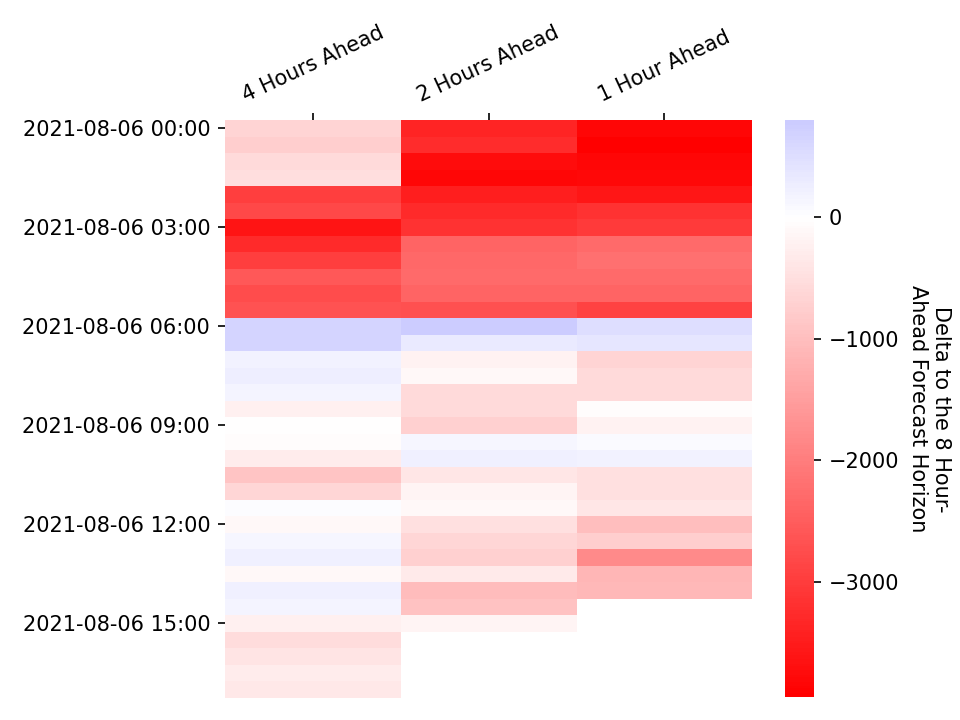 4 Hours Ahead
2 Hours Ahead
1 Hour Ahead
2021-08-06 00:00
2021-08-06 03:00
2021-08-06 06:00
2021-08-06 09:00
2021-08-06 12:00
2021-08-06 15:00
0
−1000
−2000
−3000
Delta to the 8 Hour-
Ahead Forecast Horizon